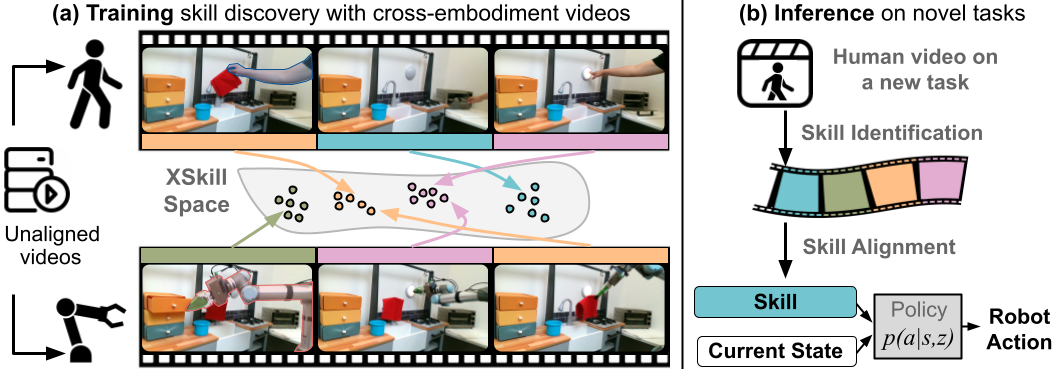 (a) Training skill discovery with cross-embodiment videos
Unaligned
videos
XSkill
Space
(b) Inference on novel tasks
Human video on
a new task
Skill Identification
Skill Alignment
Skill
Current State
Policy
p(a|s,z)
Robot
Action